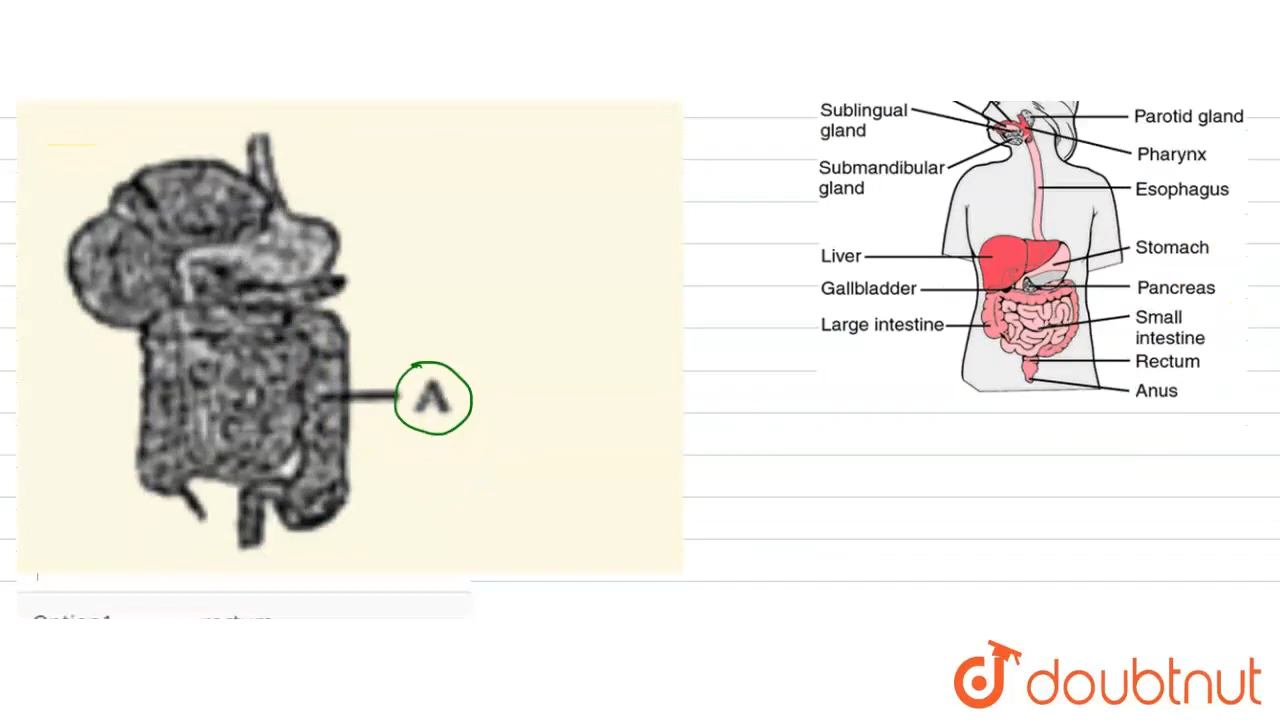 A
Sublingual
gland
Submandibular
gland
Liver
Gallbladder
Large intestine
Parotid gland
Pharynx
Esophagus
Stomach
Pancreas
Small
intestine
Rectum
Anus
doubtnut